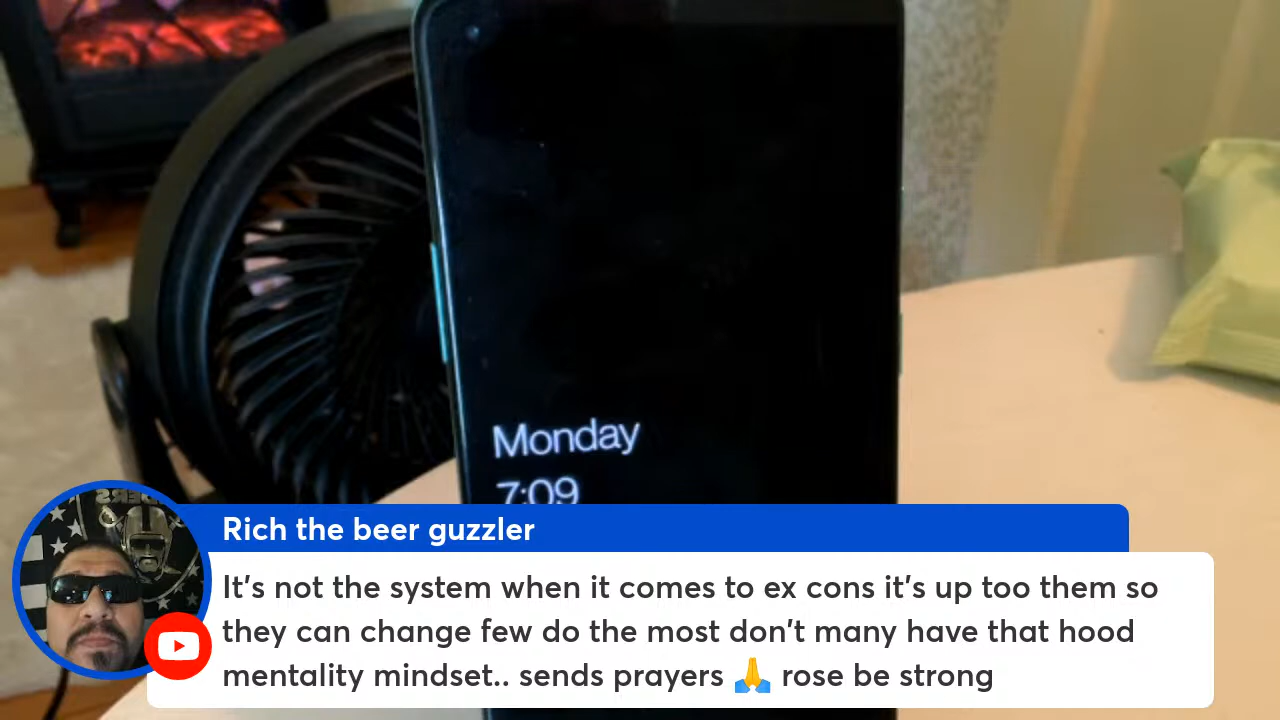 Monday
7:09
Rich the beer guzzler
It's not the system when it comes to ex cons it's up too them so
they can change few do the most don't many have that hood
mentality mindset.. sends prayers 🙏 rose be strong